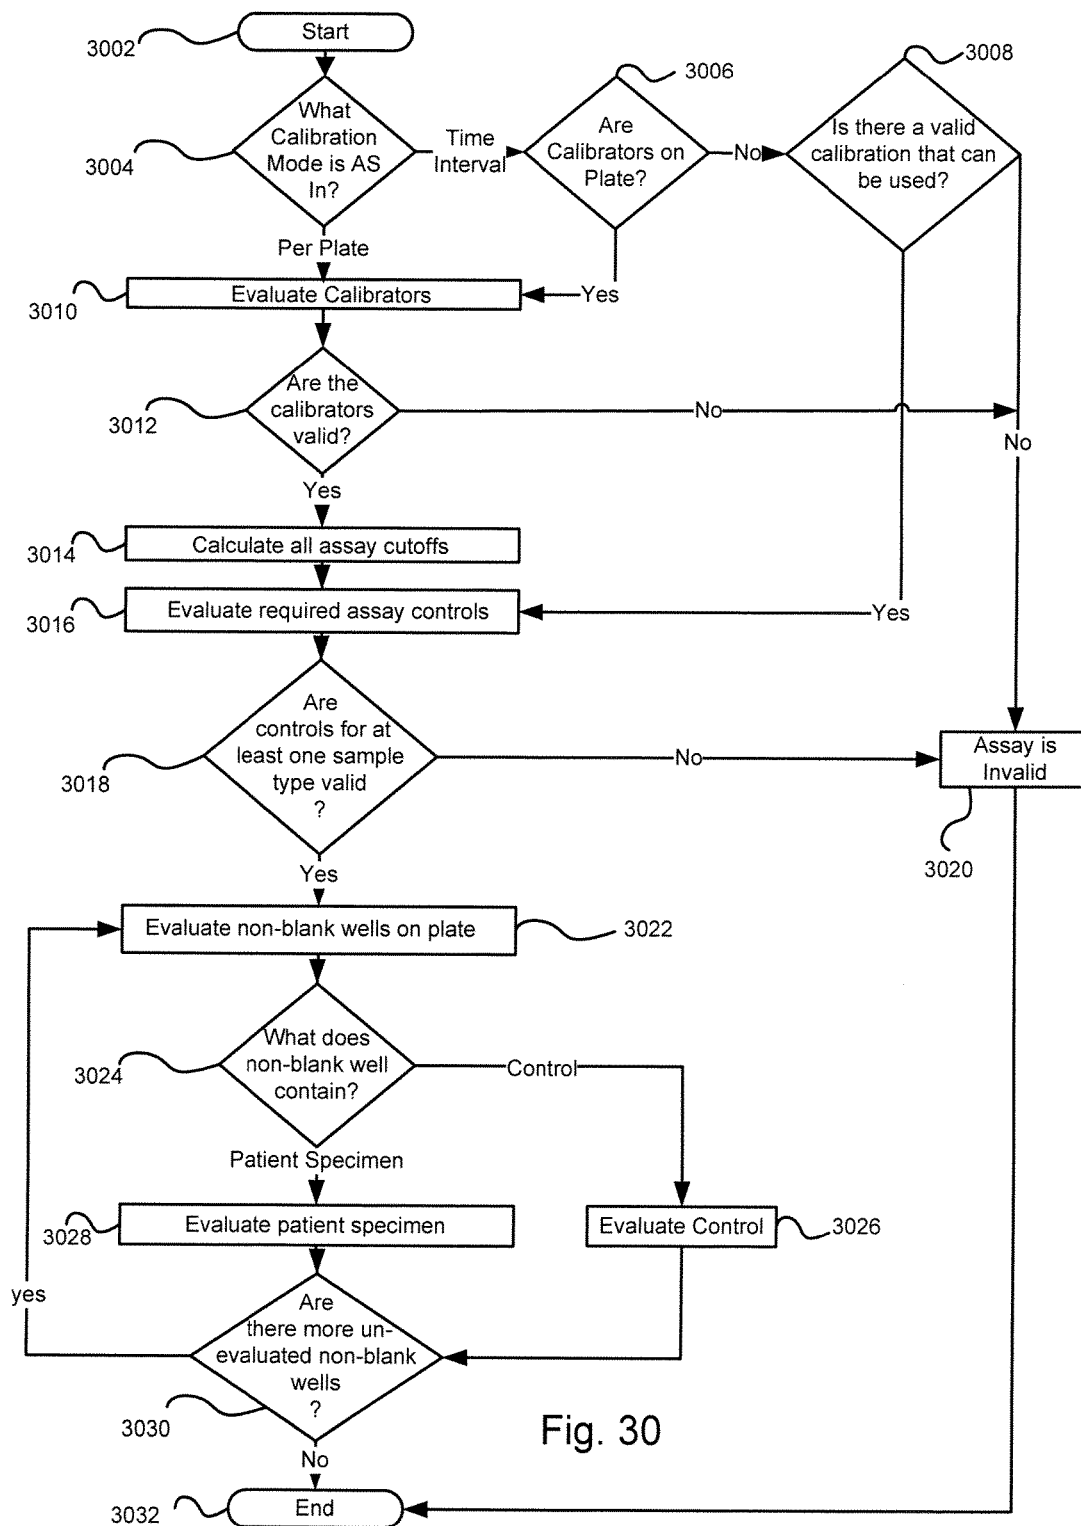 Start
3002
3006
3008
What
Calibration
Mode is AS
In?
3004
Time
Interval
Are
Calibrators on
Plate?
No
Is there a valid
calibration that can
be used?
Per Plate
Evaluate Calibrators
Yes
3010
Are the
calibrators
valid?
3012
No
No
Yes
Calculate all assay cutoffs
3014
Evaluate required assay controls
Yes
3016
Are
controls for at
least one sample
type valid
?
3018
No
Assay is
Invalid
3020
Yes
Evaluate non-blank wells on plate
3022
What does
non-blank well
contain?
3024
Control
Patient Specimen
Evaluate patient specimen
3028
Evaluate Control
3026
yes
Are
there more un-
evaluated non-blank
wells
?
3030
Fig. 30
No
End
3032